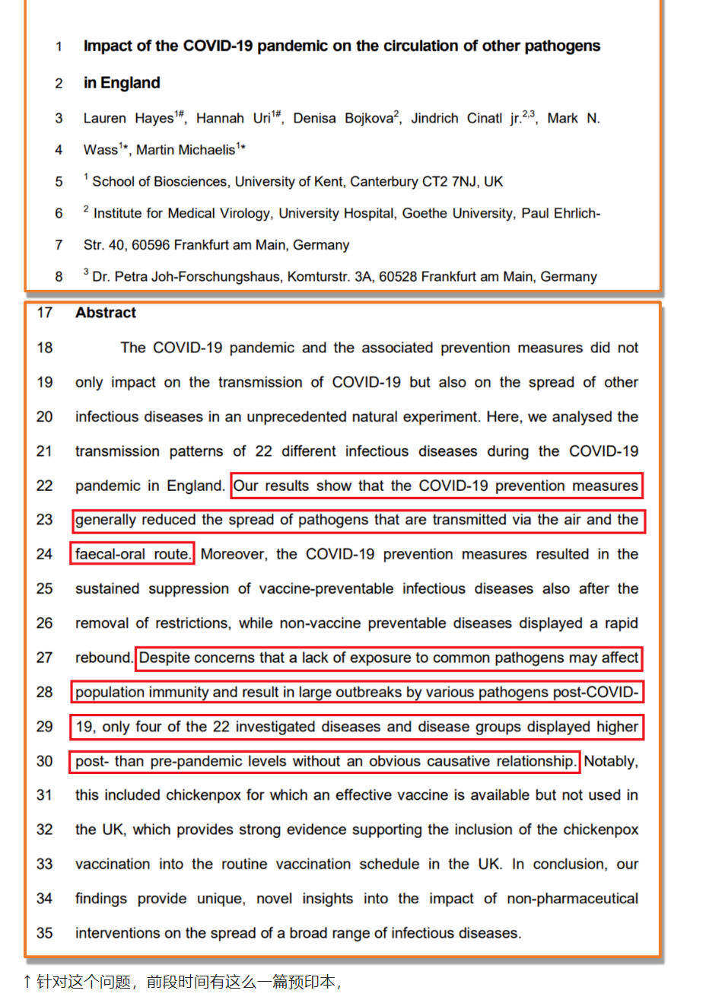 1 Impact of the COVID-19 pandemic on the circulation of other pathogens
2 in England
3 Lauren Hayes1#, Hannah Uri1#, Denisa Bojkova2, Jindrich Cinatl jr.2,3, Mark N.
4 Wass1*, Martin Michaelis1*
5 1 School of Biosciences, University of Kent, Canterbury CT2 7NJ, UK
6 2 Institute for Medical Virology, University Hospital, Goethe University, Paul Ehrlich-
7 Str. 40, 60596 Frankfurt am Main, Germany
8 3 Dr. Petra Joh-Forschungshaus, Komturstr. 3A, 60528 Frankfurt am Main, Germany
17 Abstract
18 The COVID-19 pandemic and the associated prevention measures did not
19 only impact on the transmission of COVID-19 but also on the spread of other
20 infectious diseases in an unprecedented natural experiment. Here, we analysed the
21 transmission patterns of 22 different infectious diseases during the COVID-19
22 pandemic in England. Our results show that the COVID-19 prevention measures
23 generally reduced the spread of pathogens that are transmitted via the air and the
24 faecal-oral route. Moreover, the COVID-19 prevention measures resulted in the
25 sustained suppression of vaccine-preventable infectious diseases also after the
26 removal of restrictions, while non-vaccine preventable diseases displayed a rapid
27 rebound. Despite concerns that a lack of exposure to common pathogens may affect
28 population immunity and result in large outbreaks by various pathogens post-COVID-
29 19, only four of the 22 investigated diseases and disease groups displayed higher
30 post- than pre-pandemic levels without an obvious causative relationship. Notably,
31 this included chickenpox for which an effective vaccine is available but not used in
32 the UK, which provides strong evidence supporting the inclusion of the chickenpox
33 vaccination into the routine vaccination schedule in the UK. In conclusion, our
34 findings provide unique, novel insights into the impact of non-pharmaceutical
35 interventions on the spread of a broad range of infectious diseases.
↑ 针对这个问题，前段时间有这么一篇预印本，